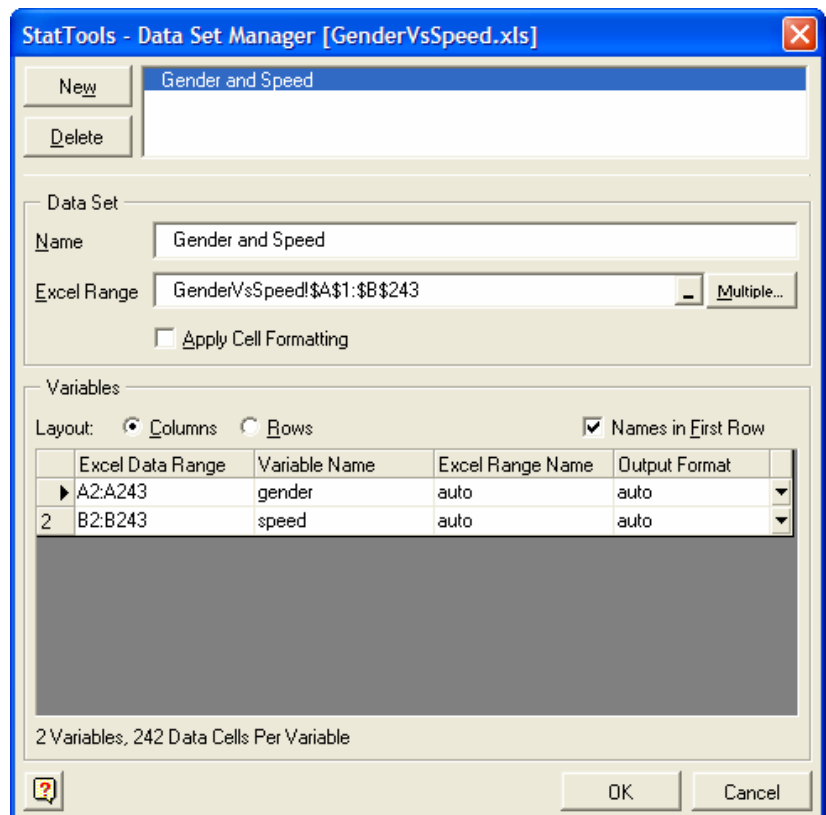 StatTools - Data Set Manager [GenderVsSpeed.xls]
New
Gender and Speed
Delete
Data Set
Name
Gender and Speed
Excel Range
GenderVsSpeed!$A$1:$B$243
Multiple...
Apply Cell Formatting
Variables
Layout: Columns Rows Names in First Row
Excel Data Range Variable Name Excel Range Name Output Format
A2:A243 gender auto auto
2 B2:B243 speed auto auto
2 Variables, 242 Data Cells Per Variable
? OK Cancel